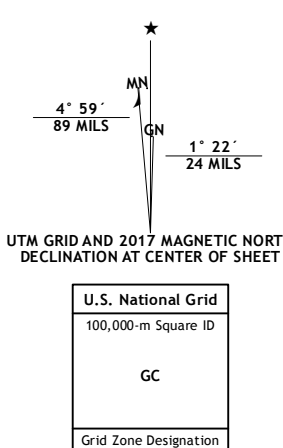 ★
MN
4° 59´
89 MILS
GN
1° 22´
24 MILS
UTM GRID AND 2017 MAGNETIC NORT
DECLINATION AT CENTER OF SHEET
U.S. National Grid
100,000-m Square ID
GC
Grid Zone Designation